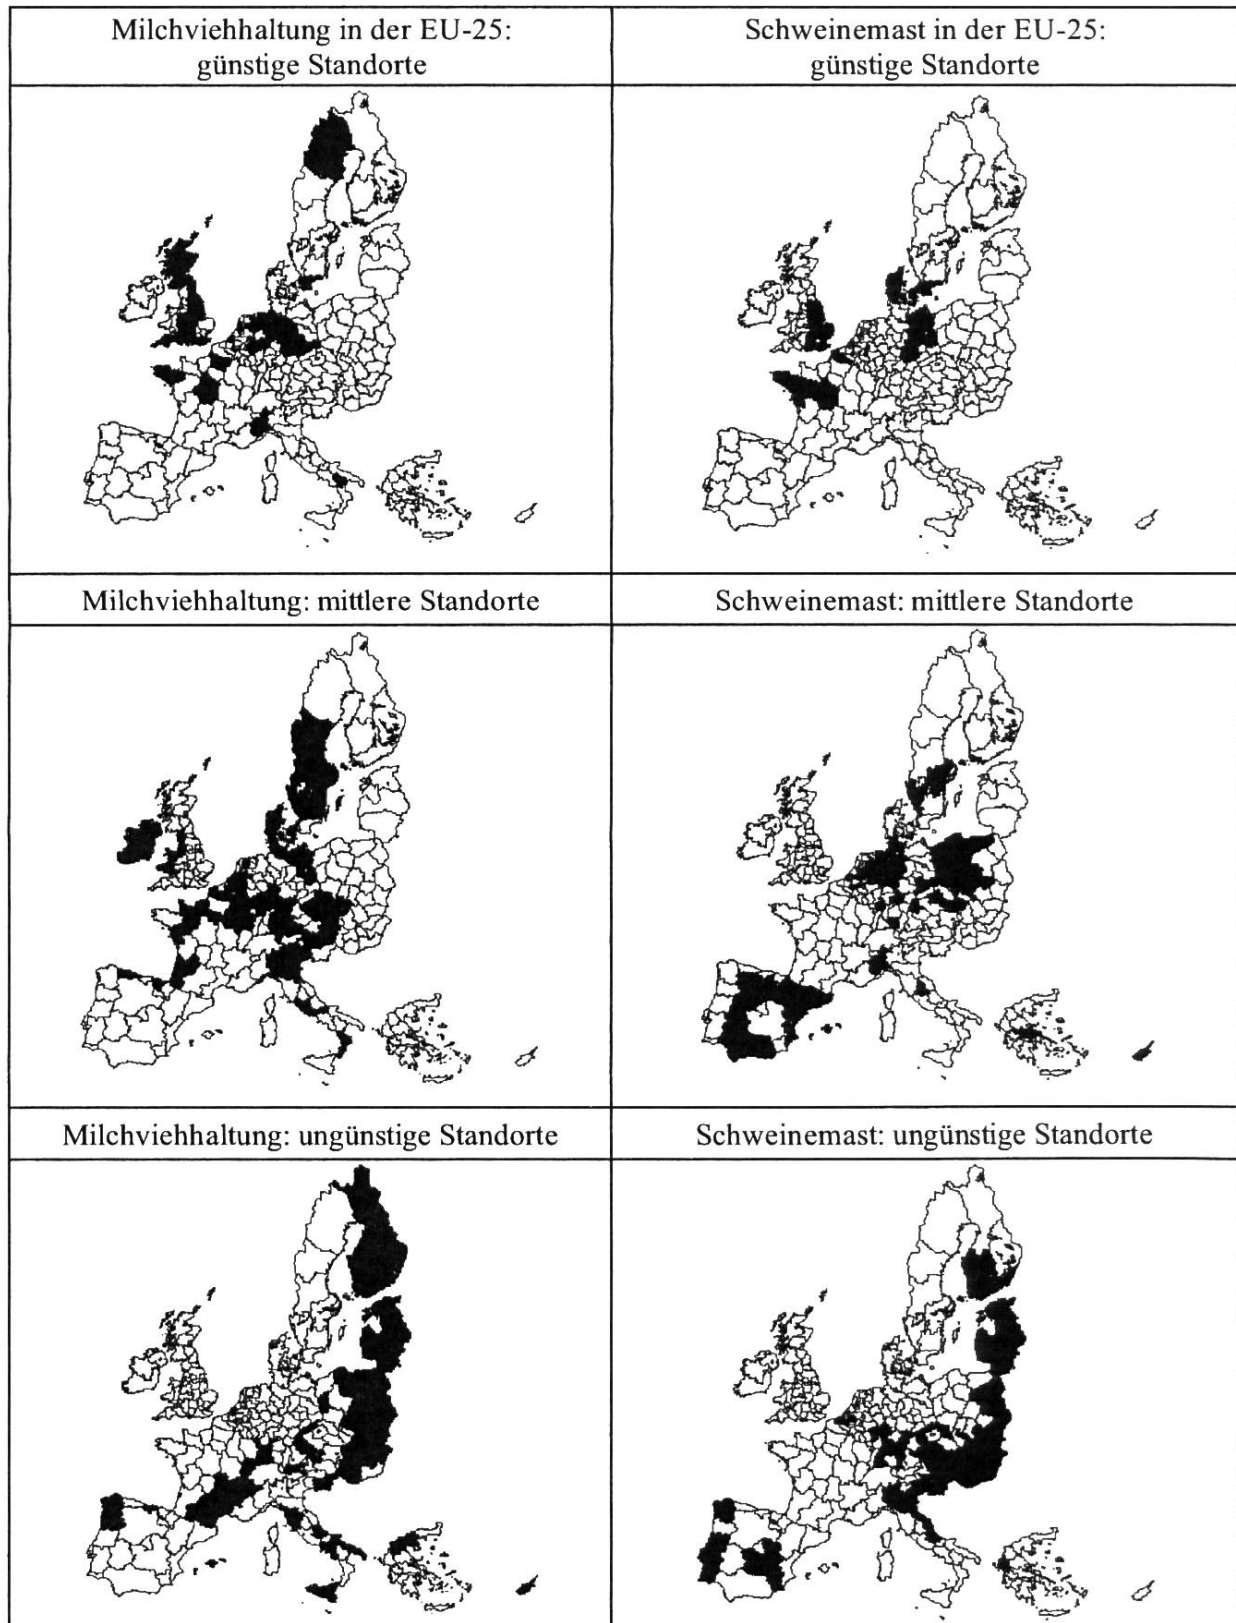 Milchviehhaltung in der EU-25:
günstige Standorte
Schweinemast in der EU-25:
günstige Standorte
Milchviehhaltung: mittlere Standorte
Schweinemast: mittlere Standorte
Milchviehhaltung: ungünstige Standorte
Schweinemast: ungünstige Standorte